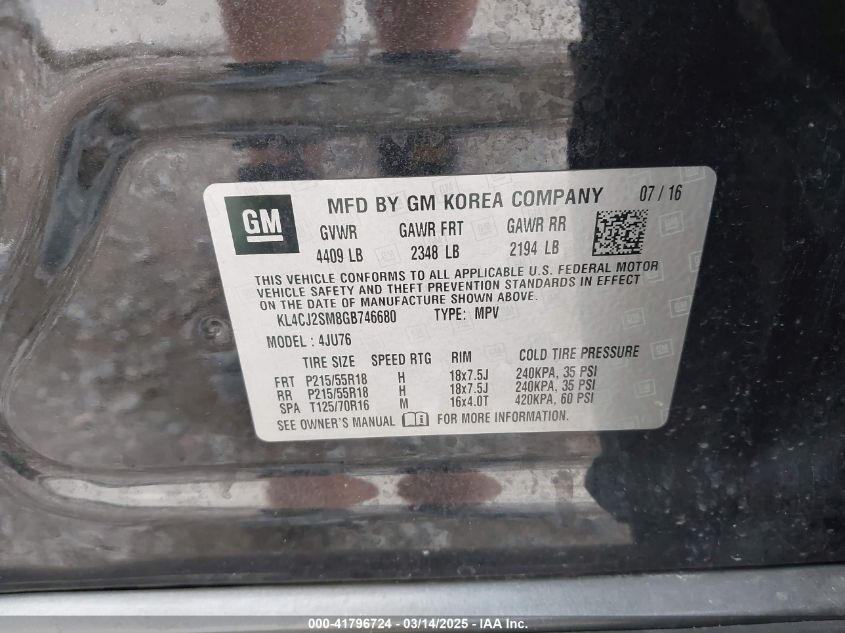 GM
MFD BY GM KOREA COMPANY 07 / 16
GVWR GAWR FRT GAWR RR
4409 LB 2348 LB 2194 LB
THIS VEHICLE CONFORMS TO ALL APPLICABLE U.S. FEDERAL MOTOR
VEHICLE SAFETY AND THEFT PREVENTION STANDARDS IN EFFECT
ON THE DATE OF MANUFACTURE SHOWN ABOVE.
KL4CJ2SM8GB746680 TYPE: MPV
MODEL : 4JU76
TIRE SIZE SPEED RTG RIM COLD TIRE PRESSURE
FRT P215/55R18 H 18x7.5J 240KPA, 35 PSI
RR P215/55R18 H 18x7.5J 240KPA, 35 PSI
SPA T125/70R16 M 16x4.0T 420KPA, 60 PSI
SEE OWNER'S MANUAL FOR MORE INFORMATION.
000-41796724 — 03/14/2025 — IAA Inc.